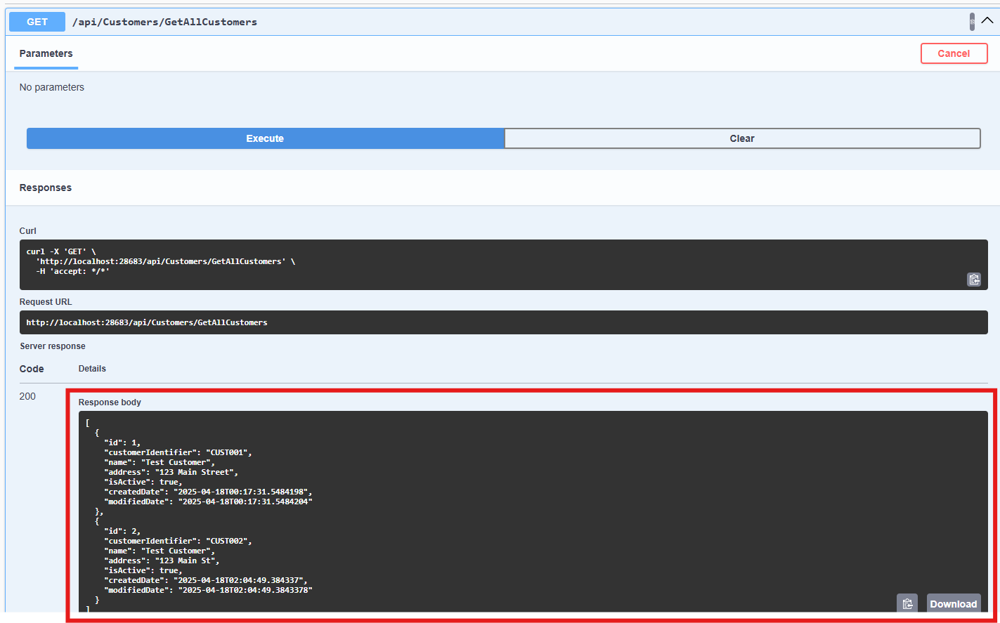 GET /api/Customers/GetAllCustomers
Parameters
Cancel
No parameters
Execute
Clear
Responses
Curl
curl -X 'GET' \
  'http://localhost:28683/api/Customers/GetAllCustomers' \
  -H 'accept: */*'
Request URL
http://localhost:28683/api/Customers/GetAllCustomers
Server response
Code Details
200
Response body
[
  {
    "id": 1,
    "customerIdentifier": "CUST001",
    "name": "Test Customer",
    "address": "123 Main Street",
    "isActive": true,
    "createdDate": "2025-04-18T00:17:31.5484198",
    "modifiedDate": "2025-04-18T00:17:31.5484204"
  },
  {
    "id": 2,
    "customerIdentifier": "CUST002",
    "name": "Test Customer",
    "address": "123 Main St",
    "isActive": true,
    "createdDate": "2025-04-18T02:04:49.384337",
    "modifiedDate": "2025-04-18T02:04:49.3843378"
  }
]
Download